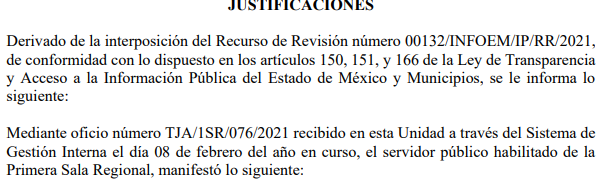 JUSTIFICACIONES
Derivado de la interposición del Recurso de Revisión número 00132/INFOEM/IP/RR/2021,
de conformidad con lo dispuesto en los artículos 150, 151, y 166 de la Ley de Transparencia
y Acceso a la Información Pública del Estado de México y Municipios, se le informa lo
siguiente:
Mediante oficio número TJA/1SR/076/2021 recibido en esta Unidad a través del Sistema de
Gestión Interna el día 08 de febrero del año en curso, el servidor público habilitado de la
Primera Sala Regional, manifestó lo siguiente: